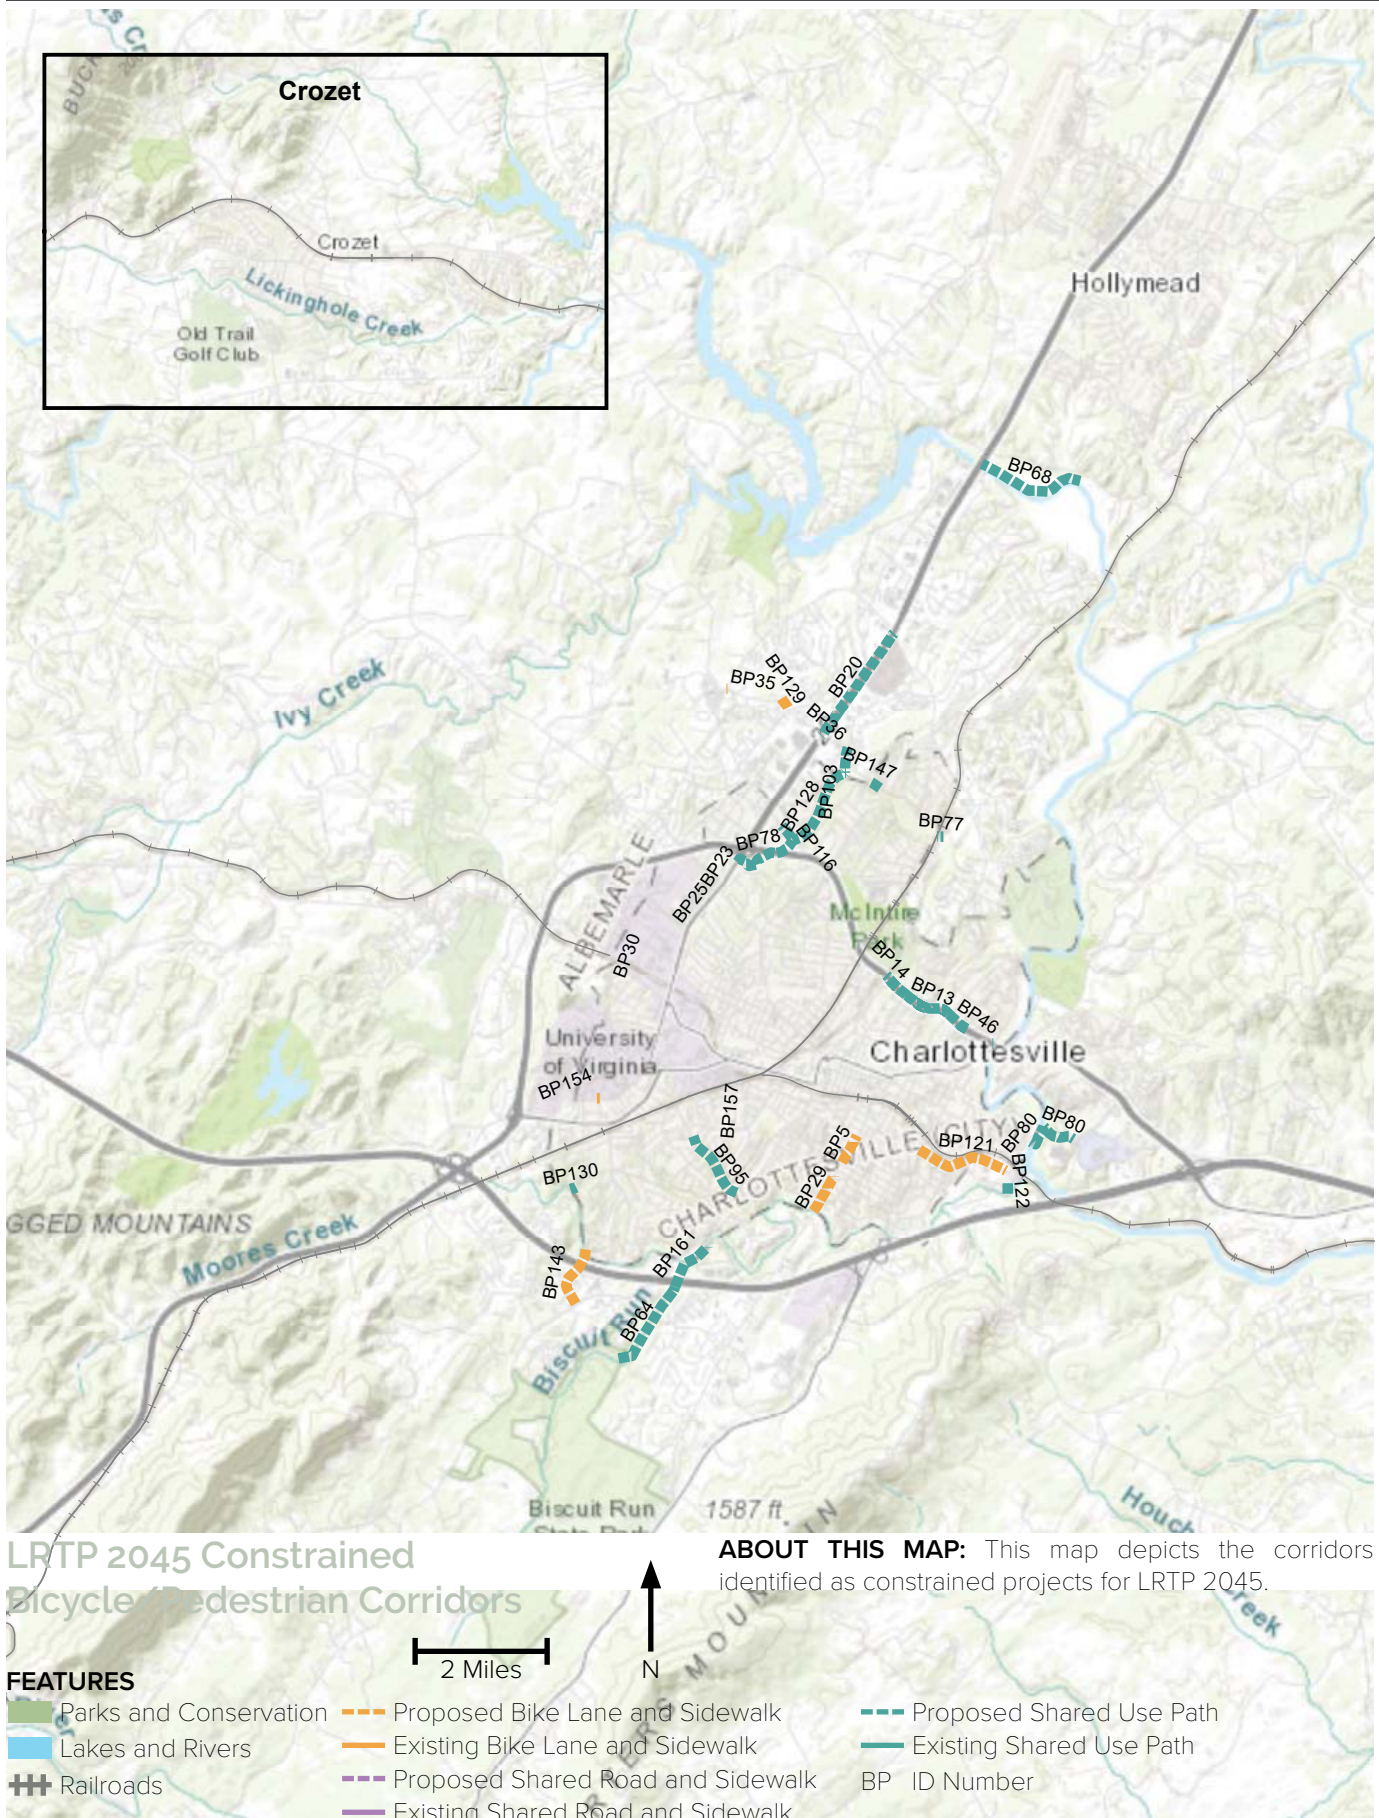 Crozet
Crozet
Lickinghole Creek
Old Trail
Golf Club
Hollymead
BP68
Ivy Creek
BP20
BP129
BP35
BP36
BP147
BP103
BP128
BP77
BP78
BP116
BP23
BP25
ALBEMARLE
McIntire
Park
BP30
BP14
BP13
BP46
University
of Virginia
Charlottesville
BP154
BP157
BP5
BP80
BP80
BP121
CHARLOTTESVILLE (CITY)
BP95
BP130
BP29
BP122
GGED MOUNTAINS
Moores Creek
BP161
BP143
BP64
Biscuit Run
Biscuit Run
State Park
1587 ft.
Houch
Creek
LRTP 2045 Constrained
Bicycle/Pedestrian Corridors
ABOUT THIS MAP: This map depicts the corridors
identified as constrained projects for LRTP 2045.
2 Miles
N
FEATURES
Parks and Conservation
Lakes and Rivers
Railroads
Proposed Bike Lane and Sidewalk
Existing Bike Lane and Sidewalk
Proposed Shared Road and Sidewalk
Existing Shared Road and Sidewalk
Proposed Shared Use Path
Existing Shared Use Path
BP ID Number